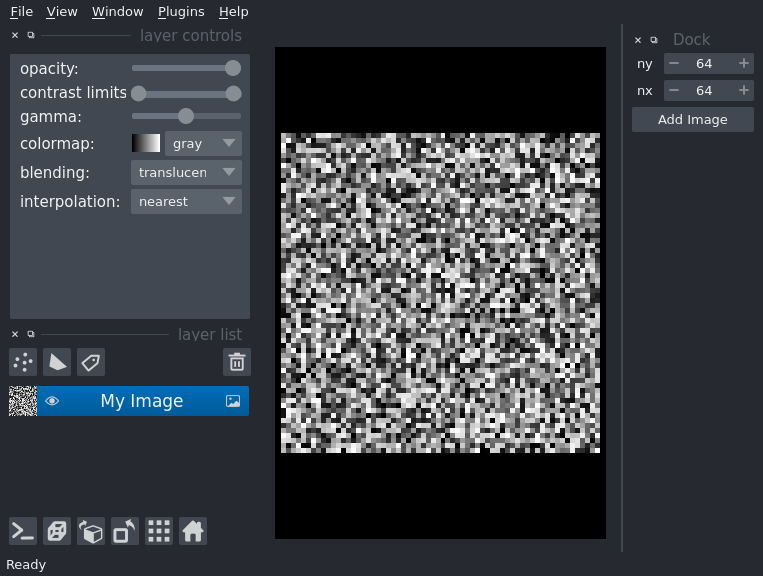 File View Window Plugins Help
layer controls
opacity:
contrast limits
gamma:
colormap: gray
blending: translucen
interpolation: nearest
layer list
My Image
Ready
Dock
ny 64
nx 64
Add Image